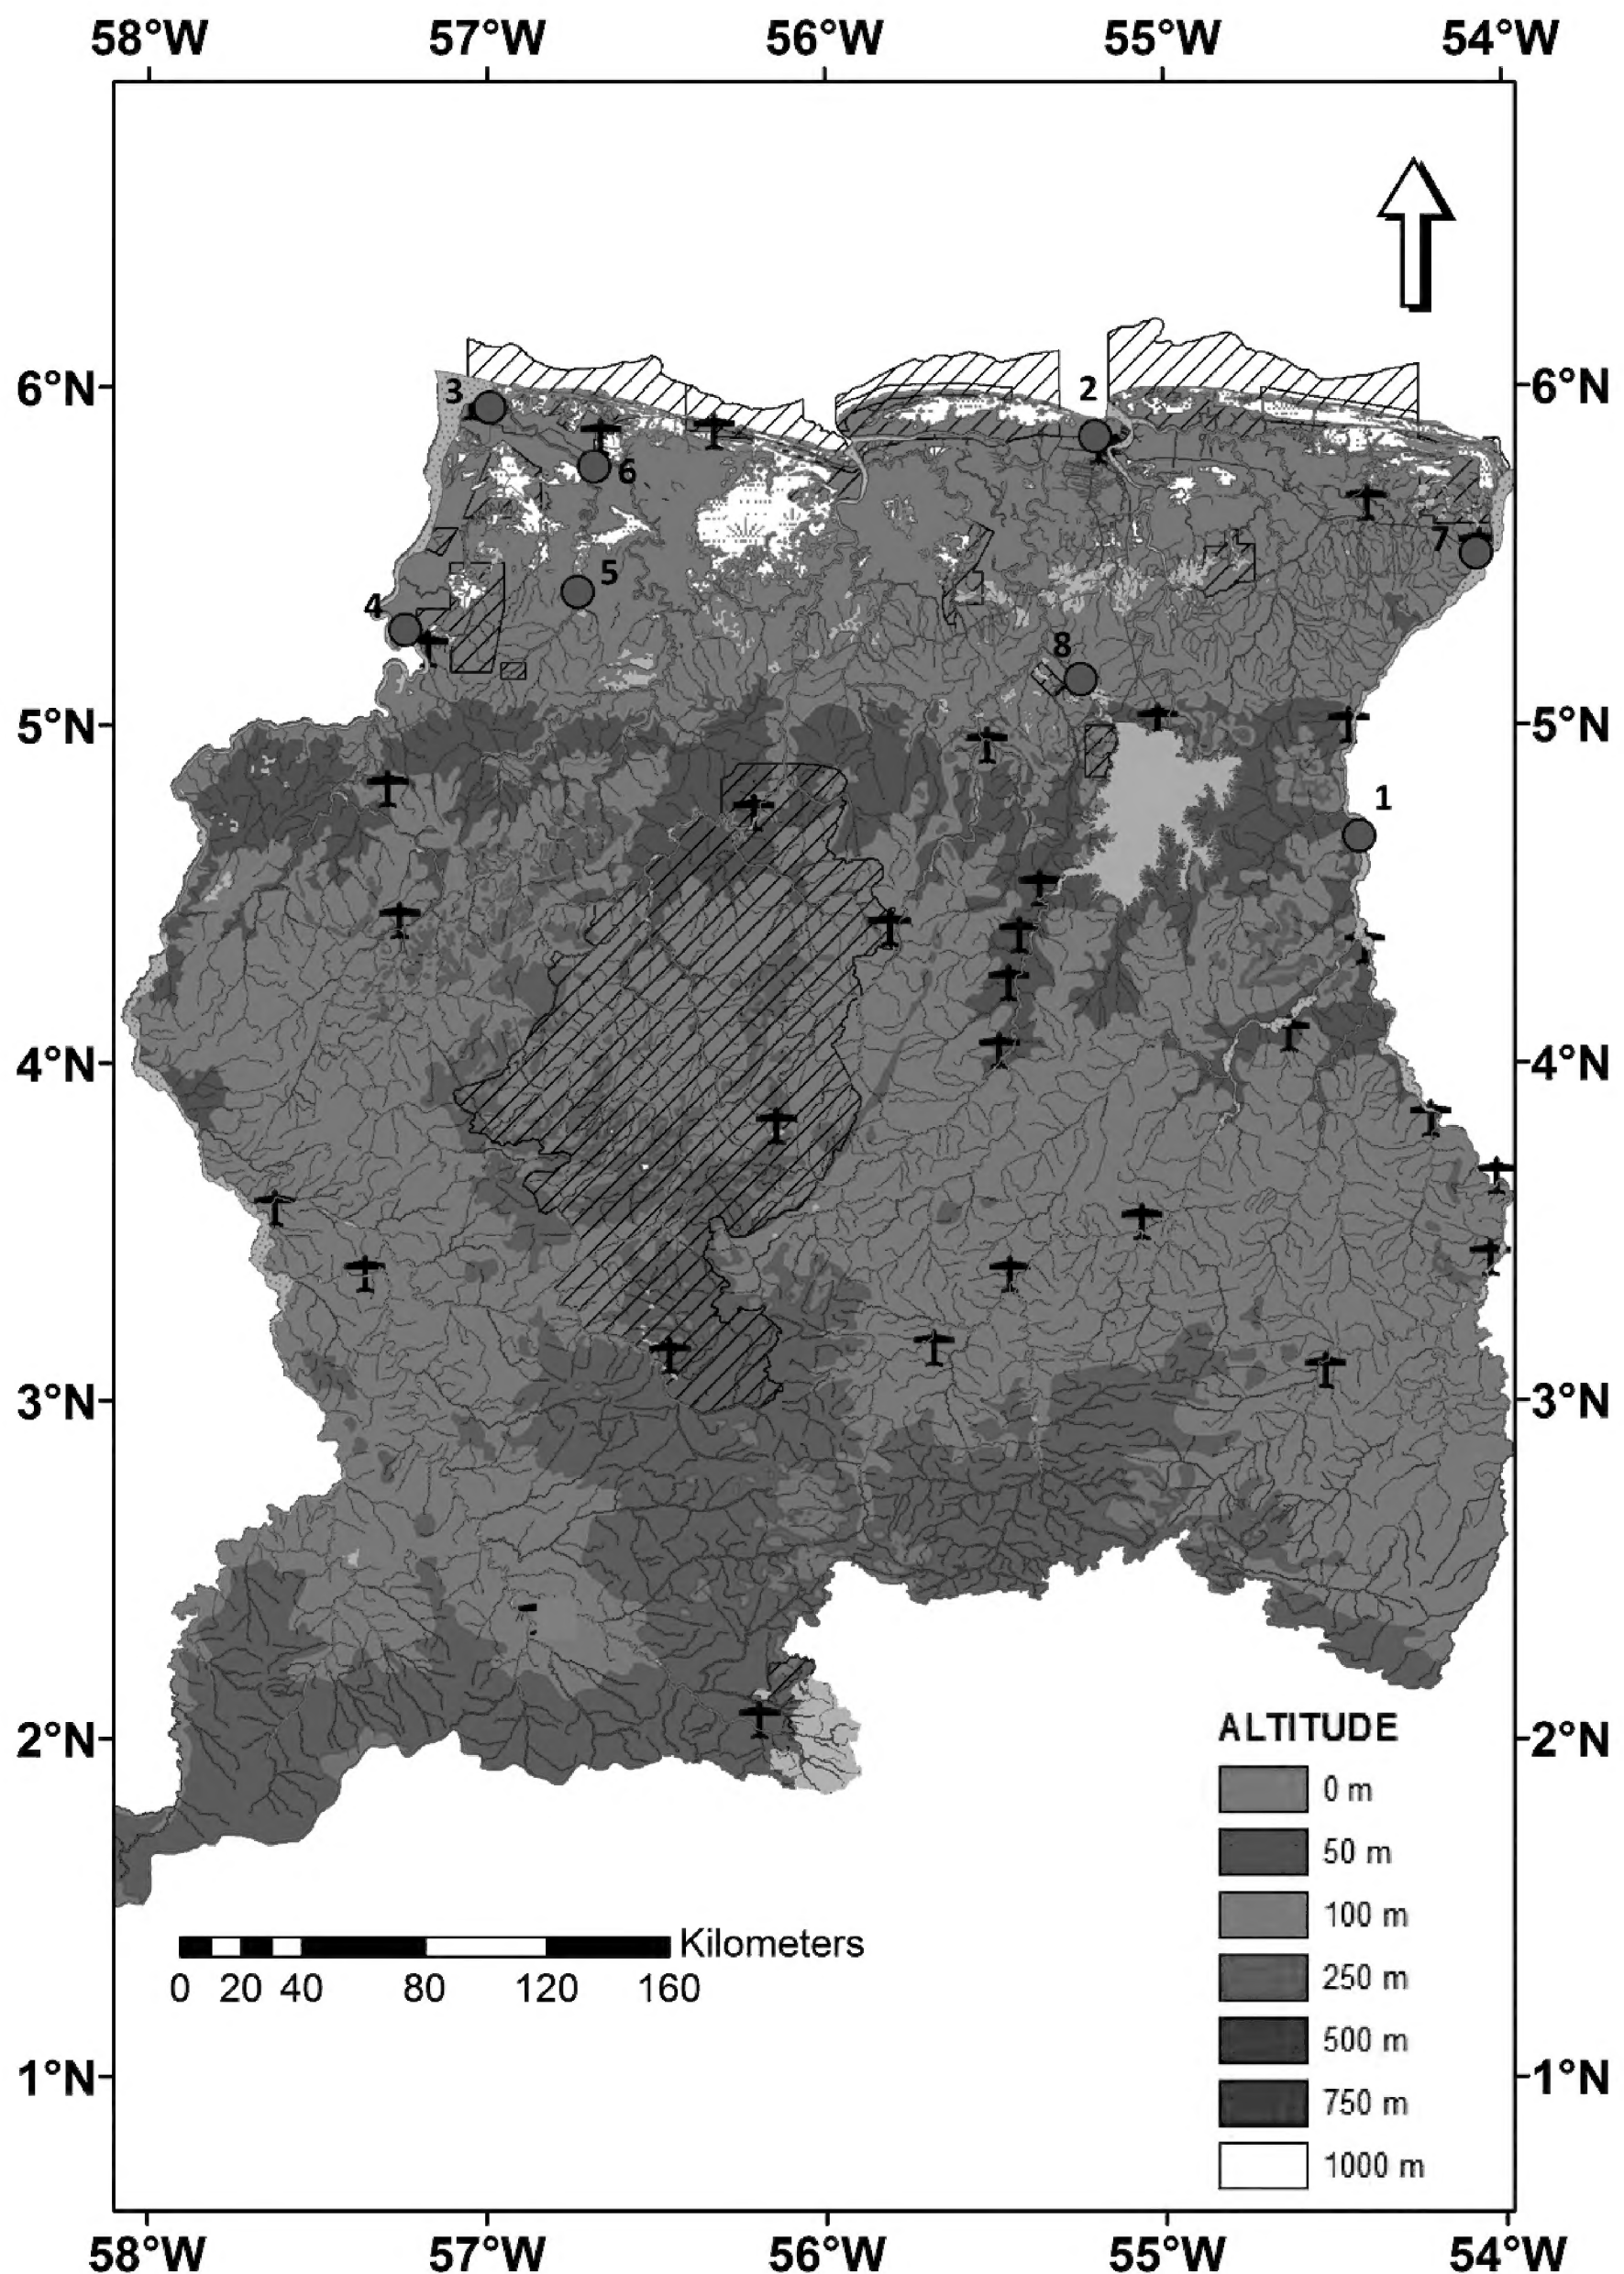 58°W 57°W 56°W 55°W 54°W
6°N 3 2 6°N
6
7
5
4
8
5°N 5°N
1
4°N 4°N
3°N 3°N
2°N ALTITUDE 2°N
0 m
50 m
100 m
Kilometers
0 20 40 80 120 160
250 m
500 m
1°N 1°N
750 m
1000 m
58°W 57°W 56°W 55°W 54°W